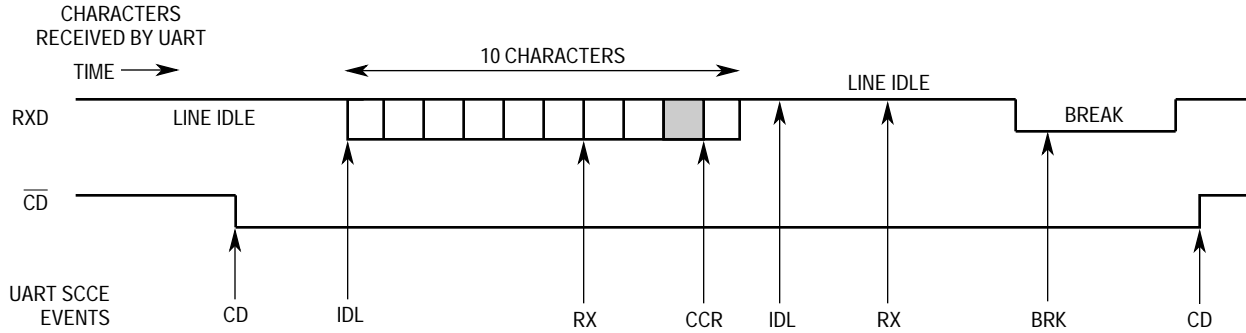 CHARACTERS
RECEIVED BY UART
TIME
10 CHARACTERS
RXD
LINE IDLE
LINE IDLE
BREAK
CD
UART SCCE
EVENTS
CD
IDL
RX
CCR
IDL
RX
BRK
CD